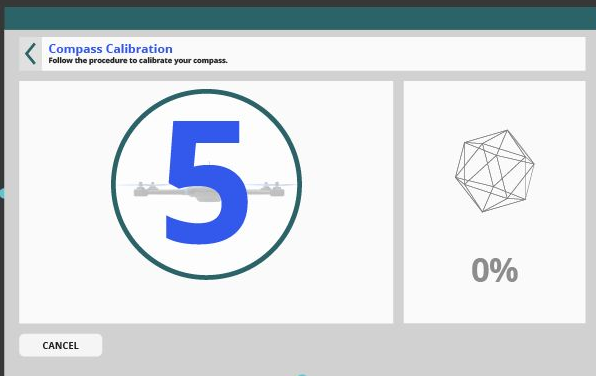 Compass Calibration
Follow the procedure to calibrate your compass.
5
0%
CANCEL